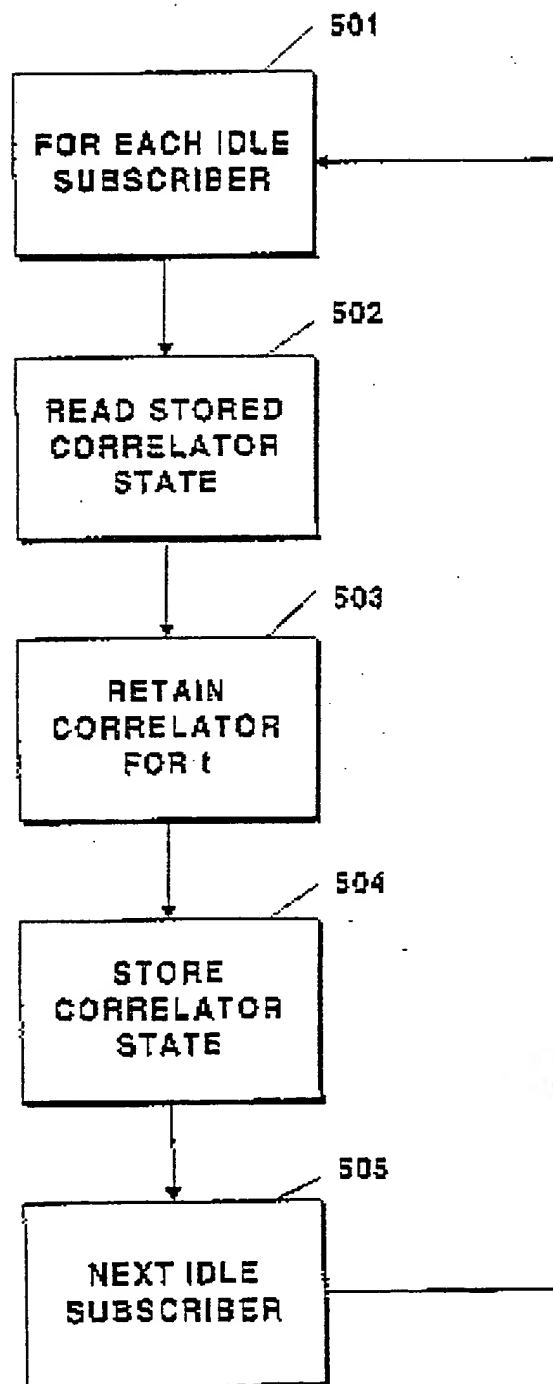 501
FOR EACH IDLE
SUBSCRIBER
502
READ STORED
CORRELATOR
STATE
503
RETAIN
CORRELATOR
FOR t
504
STORE
CORRELATOR
STATE
505
NEXT IDLE
SUBSCRIBER